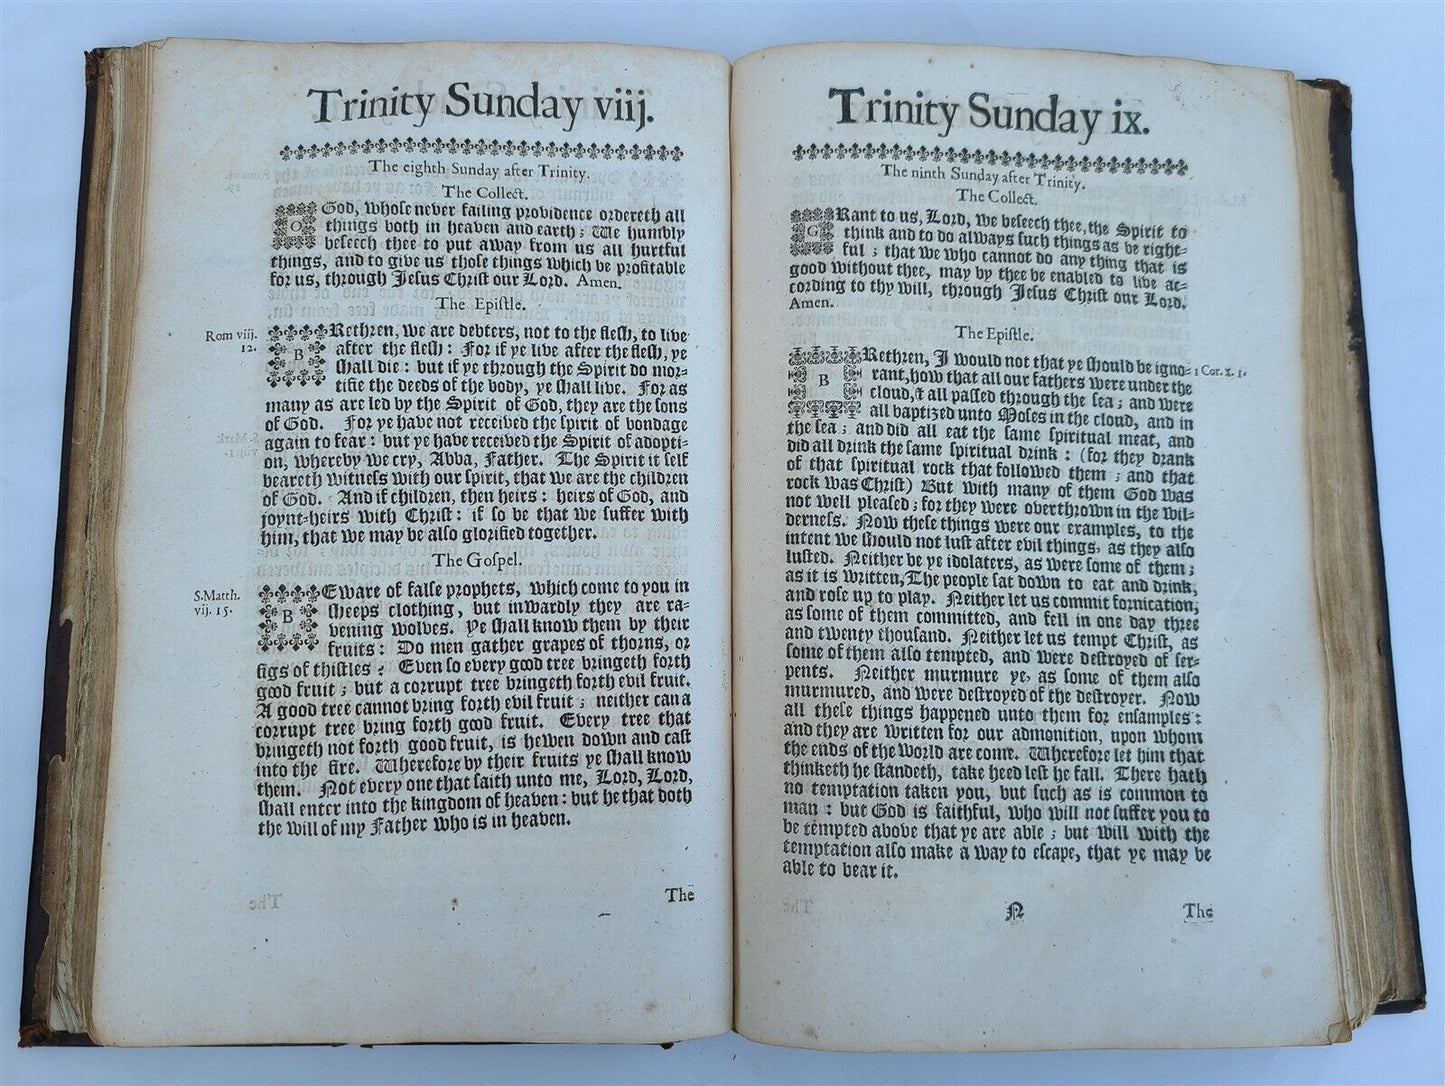 Trinity Sunday viij.
The eighth Sunday after Trinity.
The Collect.
O God, whose never failing providence ordereth all
things both in heaven and earth; We humbly
beseech thee to put away from us all hurtful
things, and to give us those things which be profitable
for us, through Jesus Christ our Lord. Amen.
The Epistle.
Rom viij.
12.
BRethren, we are debters, not to the flesh, to live
after the flesh: For if ye live after the flesh, ye
shall die: but if ye through the Spirit do mor-
tifie the deeds of the body, ye shall live. For as
many as are led by the Spirit of God, they are the sons
of God. For ye have not received the spirit of bondage
again to fear: but ye have received the Spirit of adopti-
on, whereby we cry, Abba, Father. The Spirit it self
beareth witness with our spirit, that we are the children
of God. And if children, then heirs: heirs of God, and
joynt-heirs with Christ: if so be that we suffer with
him, that we may be also glorified together.
The Gospel.
S.Matth.
vij. 15.
BEware of false prophets, which come to you in
sheeps clothing, but inwardly they are ra-
vening wolves. Ye shall know them by their
fruits: Do men gather grapes of thorns, or
figs of thistles? Even so every good tree bringeth forth
good fruit; but a corrupt tree bringeth forth evil fruit.
A good tree cannot bring forth evil fruit; neither can a
corrupt tree bring forth good fruit. Every tree that
bringeth not forth good fruit, is hewen down and cast
into the fire. Wherefore by their fruits ye shall know
them. Not every one that saith unto me, Lord, Lord,
shall enter into the kingdom of heaven: but he that doth
the will of my Father who is in heaven.
The
Trinity Sunday ix.
The ninth Sunday after Trinity.
The Collect.
GRant to us, Lord, we beseech thee, the Spirit to
think and to do always such things as be right-
ful; that we who cannot do any thing that is
good without thee, may by thee be enabled to live ac-
cording to thy will, through Jesus Christ our Lord.
Amen.
The Epistle.
BRethren, I would not that ye should be igno-
1 Cor. x. 1.
rant, how that all our fathers were under the
cloud, & all passed through the sea; and were
all baptized unto Moses in the cloud, and in
the sea; and did all eat the same spiritual meat, and
did all drink the same spiritual drink: (for they drank
of that spiritual rock that followed them; and that
rock was Christ) But with many of them God was
not well pleased; for they were overthrown in the wil-
derness. Now these things were our examples, to the
intent we should not lust after evil things, as they also
lusted. Neither be ye idolaters, as were some of them;
as it is written, The people sat down to eat and drink,
and rose up to play. Neither let us commit fornication,
as some of them committed, and fell in one day three
and twenty thousand. Neither let us tempt Christ, as
some of them also tempted, and were destroyed of ser-
pents. Neither murmure ye, as some of them also
murmured, and were destroyed of the destroyer. Now
all these things happened unto them for ensamples:
and they are written for our admonition, upon whom
the ends of the world are come. Wherefore let him that
thinketh he standeth, take heed lest he fall. There hath
no temptation taken you, but such as is common to
man: but God is faithful, who will not suffer you to
be tempted above that ye are able; but will with the
temptation also make a way to escape, that ye may be
able to bear it.
N
The